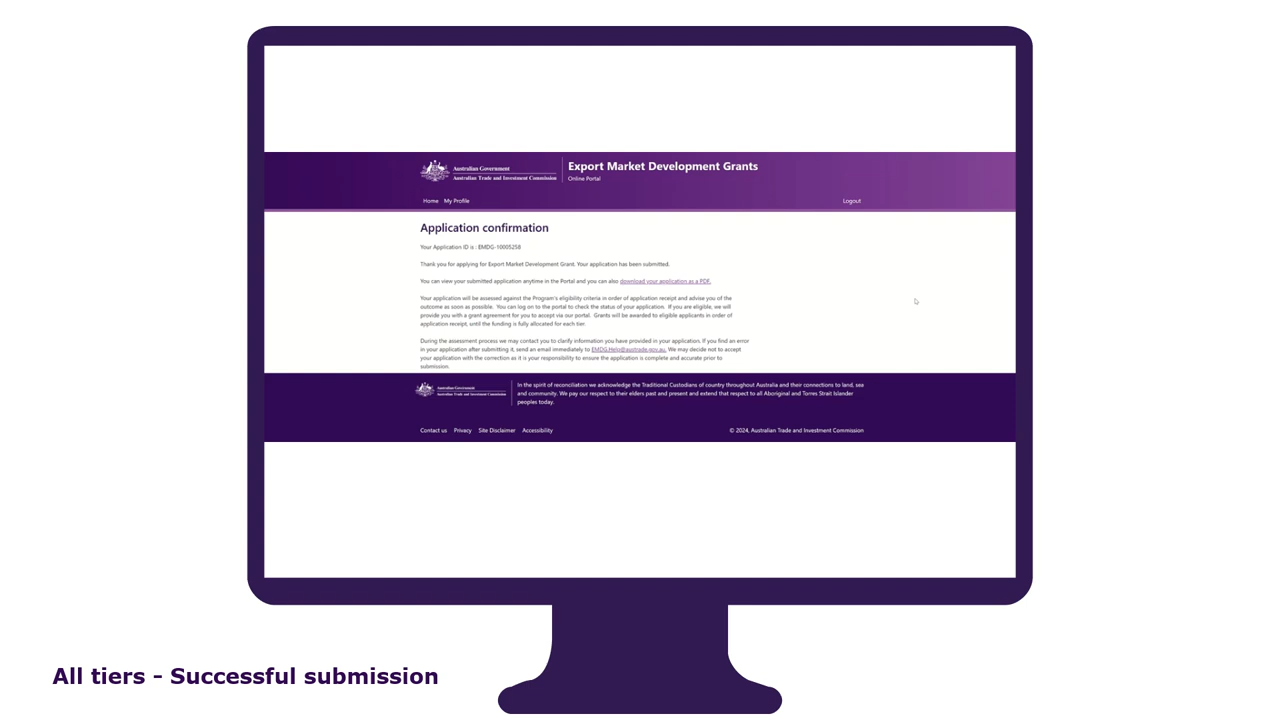 Australian Government
Australian Trade and Investment Commission
Export Market Development Grants
Online Portal
Home My Profile
Logout
Application confirmation
Your Application ID is : EMDG-10005258
Thank you for applying for Export Market Development Grant. Your application has been submitted.
You can view your submitted application anytime in the Portal and you can also download your application as a PDF.
Your application will be assessed against the Program's eligibility criteria in order of application receipt and advise you of the
outcome as soon as possible. You can log on to the portal to check the status of your application. If you are eligible, we will
provide you with a grant agreement for you to accept via our portal. Grants will be awarded to eligible applicants in order of
application receipt, until the funding is fully allocated for each tier.
During the assessment process we may contact you to clarify information you have provided in your application. If you find an error
in your application after submitting it, send an email immediately to EMDG.Help@austrade.gov.au. We may decide not to accept
your application with the correction as it is your responsibility to ensure the application is complete and accurate prior to
submission.
Australian Government
Australian Trade and Investment Commission
In the spirit of reconciliation we acknowledge the Traditional Custodians of country throughout Australia and their connections to land, sea
and community. We pay our respect to their elders past and present and extend that respect to all Aboriginal and Torres Strait Islander
peoples today.
Contact us Privacy Site Disclaimer Accessibility
© 2024, Australian Trade and Investment Commission
All tiers - Successful submission